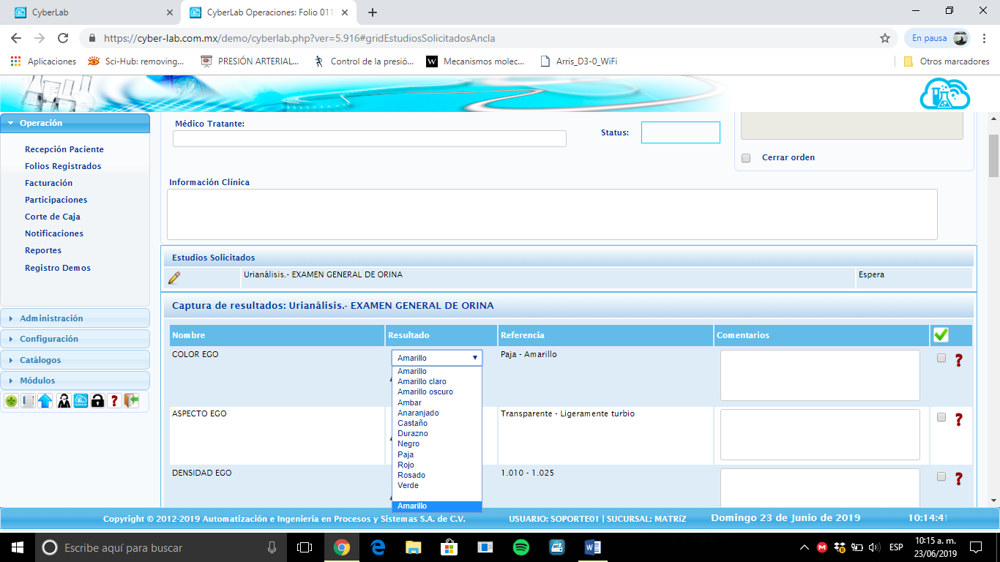 CyberLab
CyberLab Operaciones: Folio 011
https://cyber-lab.com.mx/demo/cyberlab.php?ver=5.916#gridEstudiosSolicitadosAncla
En pausa
Aplicaciones
Sci-Hub: removing...
PRESIÓN ARTERIAL...
Control de la presió...
W
Mecanismos molec...
Arris_D3-0_WiFi
Otros marcadores
Operación
Recepción Paciente
Folios Registrados
Facturación
Participaciones
Corte de Caja
Notificaciones
Reportes
Registro Demos
Administración
Configuración
Catálogos
Módulos
Médico Tratante:
Status:
Cerrar orden
Información Clínica
Estudios Solicitados
Urianálisis.- EXAMEN GENERAL DE ORINA
Espera
Captura de resultados: Urianálisis.- EXAMEN GENERAL DE ORINA
Nombre
Resultado
Referencia
Comentarios
COLOR EGO
Amarillo
Paja - Amarillo
Amarillo
Amarillo claro
Amarillo oscuro
Ambar
Anaranjado
Castaño
Durazno
Negro
Paja
Rojo
Rosado
Verde
Amarillo
ASPECTO EGO
Transparente - Ligeramente turbio
DENSIDAD EGO
1.010 - 1.025
Copyright © 2012-2019 Automatización e Ingeniería en Procesos y Sistemas S.A. de C.V.
USUARIO: SOPORTE01 | SUCURSAL: MATRíZ
Domingo 23 de Junio de 2019
10:14:41
Escribe aquí para buscar
ESP
10:15 a. m.
23/06/2019